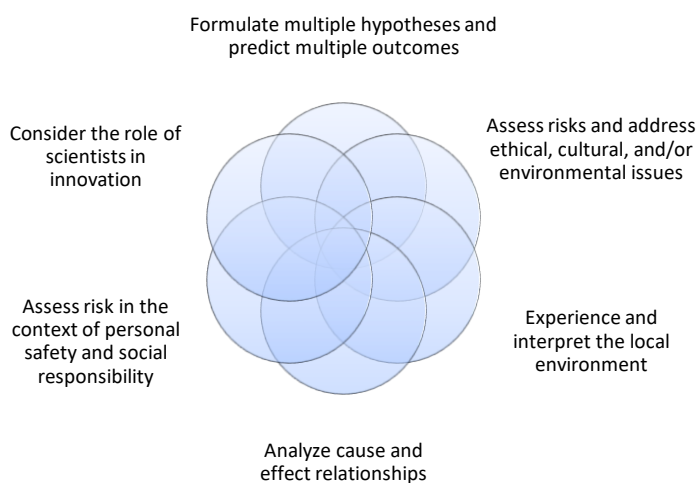 Formulate multiple hypotheses and
predict multiple outcomes
Assess risks and address
ethical, cultural, and/or
environmental issues
Experience and
interpret the local
environment
Analyze cause and
effect relationships
Assess risk in the
context of personal
safety and social
responsibility
Consider the role of
scientists in
innovation